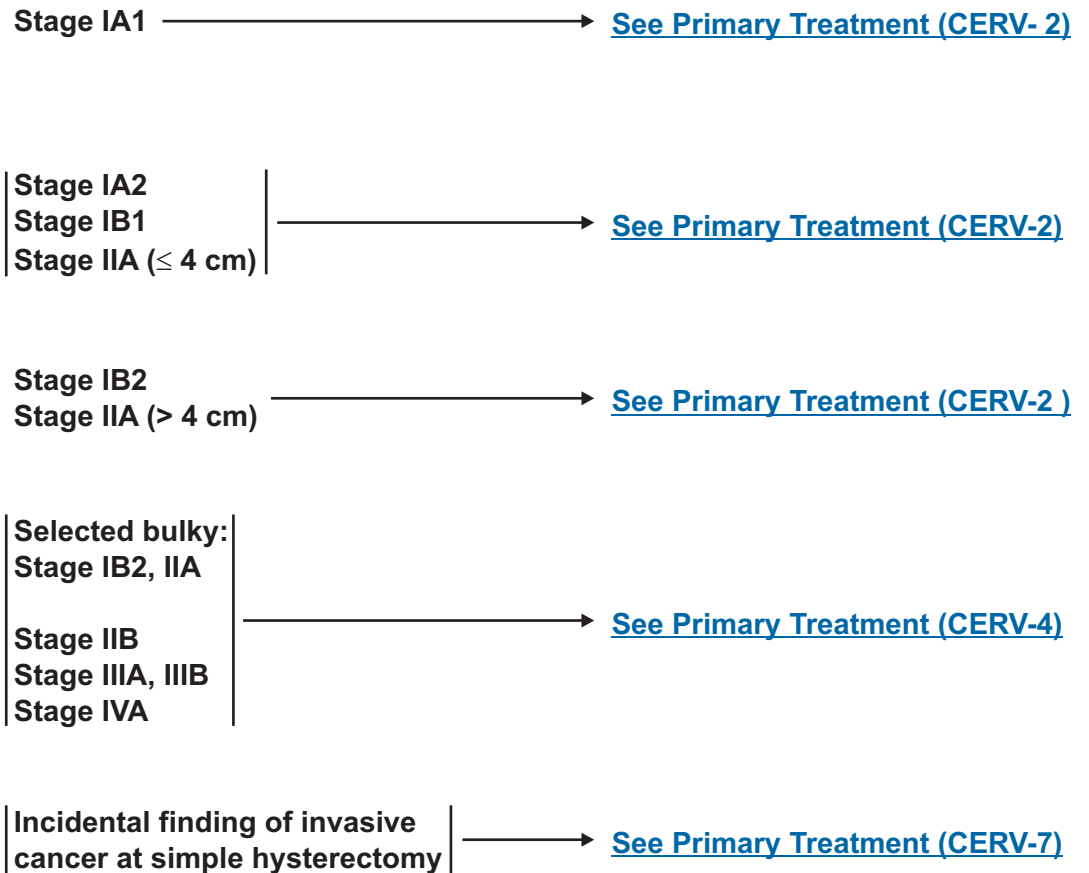 Stage IA1
See Primary Treatment (CERV- 2)
Stage IA2
Stage IB1
Stage IIA (≤ 4 cm)
See Primary Treatment (CERV-2)
Stage IB2
Stage IIA (> 4 cm)
See Primary Treatment (CERV-2 )
Selected bulky:
Stage IB2, IIA
Stage IIB
Stage IIIA, IIIB
Stage IVA
See Primary Treatment (CERV-4)
Incidental finding of invasive
cancer at simple hysterectomy
See Primary Treatment (CERV-7)